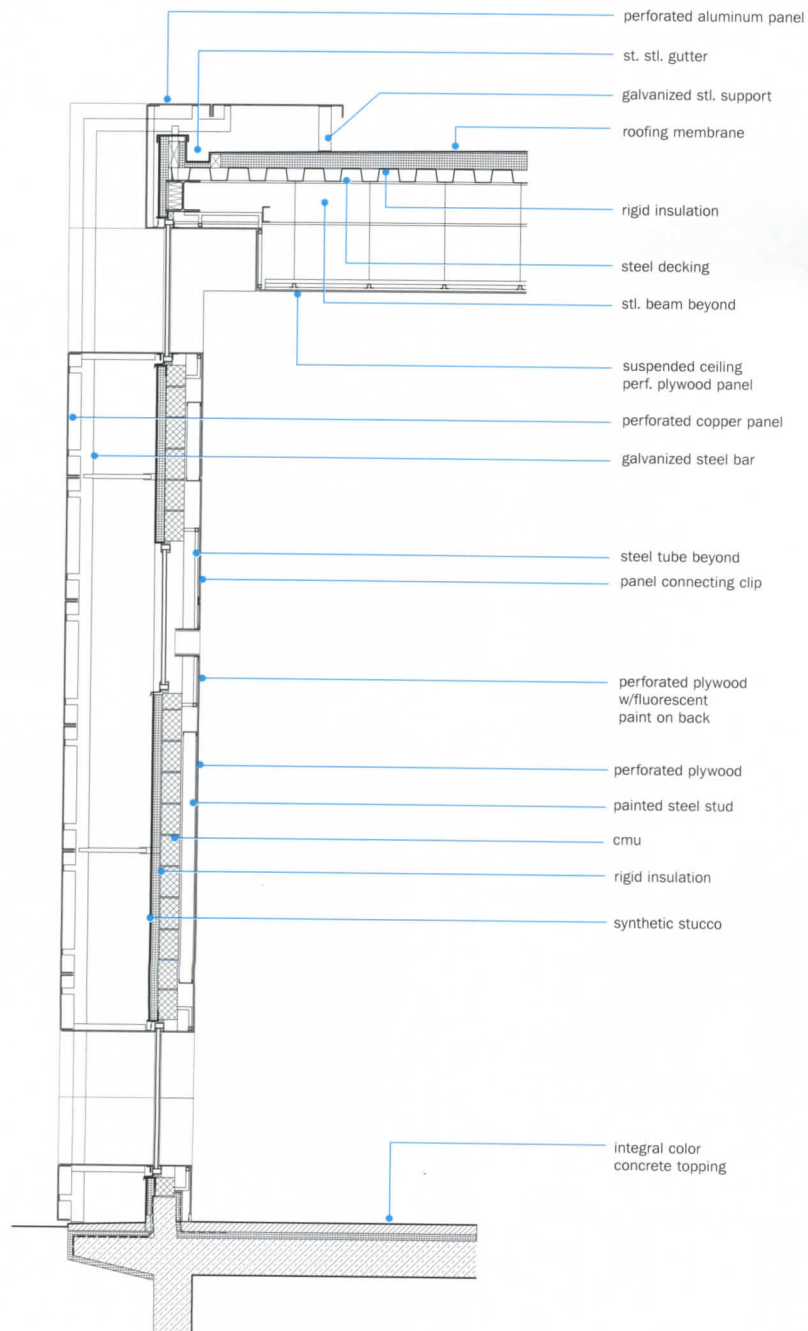 perforated aluminum panel
st. stl. gutter
galvanized stl. support
roofing membrane
rigid insulation
steel decking
stl. beam beyond
suspended ceiling
perf. plywood panel
perforated copper panel
galvanized steel bar
steel tube beyond
panel connecting clip
perforated plywood
w/fluorescent
paint on back
perforated plywood
painted steel stud
cmu
rigid insulation
synthetic stucco
integral color
concrete topping